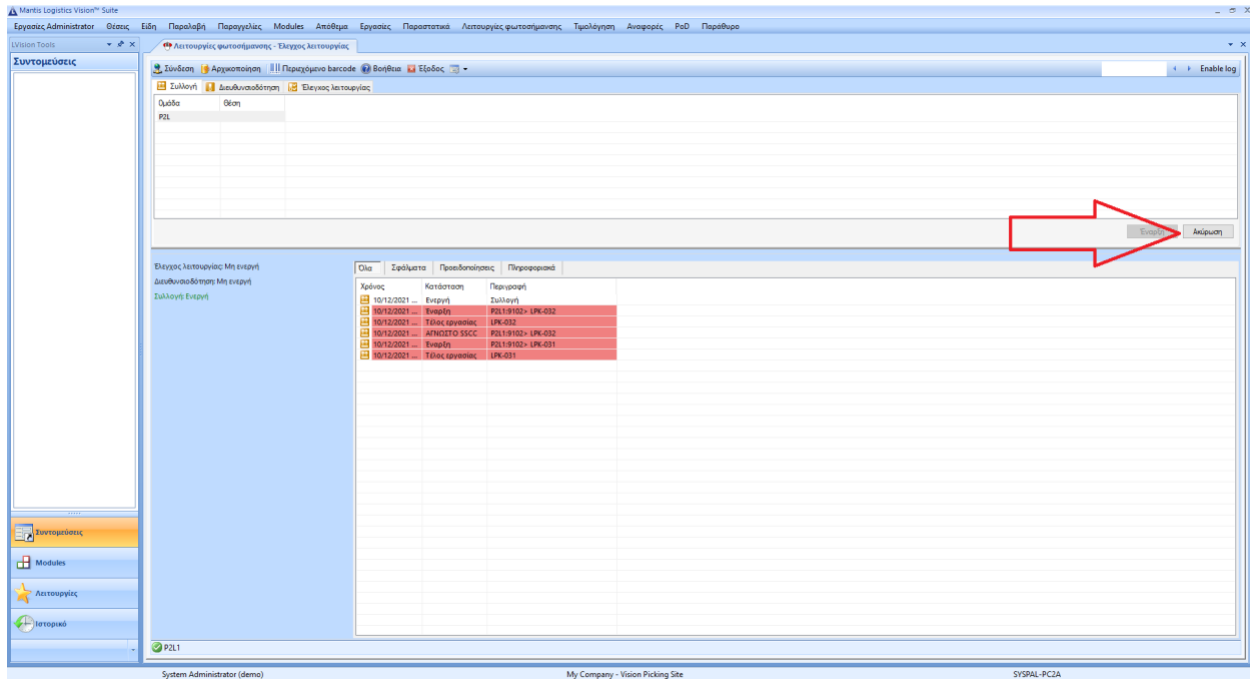 Mantis Logistics Vision™ Suite
Εργασίες Administrator Θέσεις Είδη Παραλαβή Παραγγελίες Modules Απόθεμα Εργασίες Παραστατικά Λειτουργίες φωτοσήμανσης Τιμολόγηση Αναφορές PoD Παράθυρο
LVision Tools
Λειτουργίες φωτοσήμανσης - Έλεγχος λειτουργίας
Συντομεύσεις
Σύνδεση Αρχικοποίηση Περιεχόμενο barcode Βοήθεια Έξοδος Enable log
Συλλογή Διευθυνσιοδότηση Έλεγχος λειτουργίας
Ομάδα Θέση
P2L
Έναρξη Ακύρωση
Έλεγχος λειτουργίας: Μη ενεργή
Διευθυνσιοδότηση: Μη ενεργή
Συλλογή: Ενεργή
Όλα Σφάλματα Προειδοποίησεις Πληροφοριακά
Χρόνος Κατάσταση Περιγραφή
10/12/2021 ... Ενεργή Συλλογή
10/12/2021 ... Έναρξη P2L1:9102> LPK-032
10/12/2021 ... Τέλος εργασίας LPK-032
10/12/2021 ... ΑΓΝΩΣΤΟ SSCC P2L1:9102> LPK-032
10/12/2021 ... Έναρξη P2L1:9102> LPK-031
10/12/2021 ... Τέλος εργασίας LPK-031
Συντομεύσεις
Modules
Λειτουργίες
Ιστορικό
P2L1
System Administrator (demo) My Company - Vision Picking Site SYSPAL-PC2A